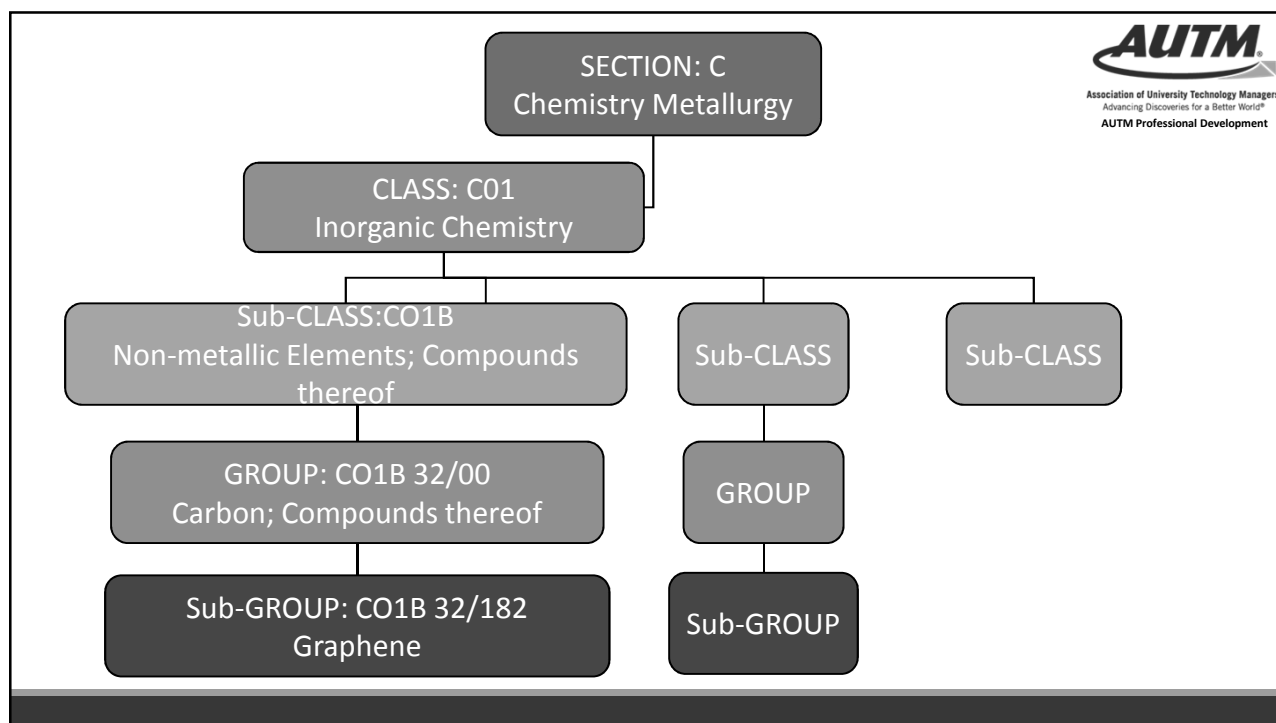 SECTION: C
Chemistry Metallurgy
AUTM®
Association of University Technology Managers
Advancing Discoveries for a Better World®
AUTM Professional Development
CLASS: C01
Inorganic Chemistry
Sub-CLASS:CO1B
Non-metallic Elements; Compounds
thereof
Sub-CLASS
Sub-CLASS
GROUP: CO1B 32/00
Carbon; Compounds thereof
GROUP
Sub-GROUP: CO1B 32/182
Graphene
Sub-GROUP